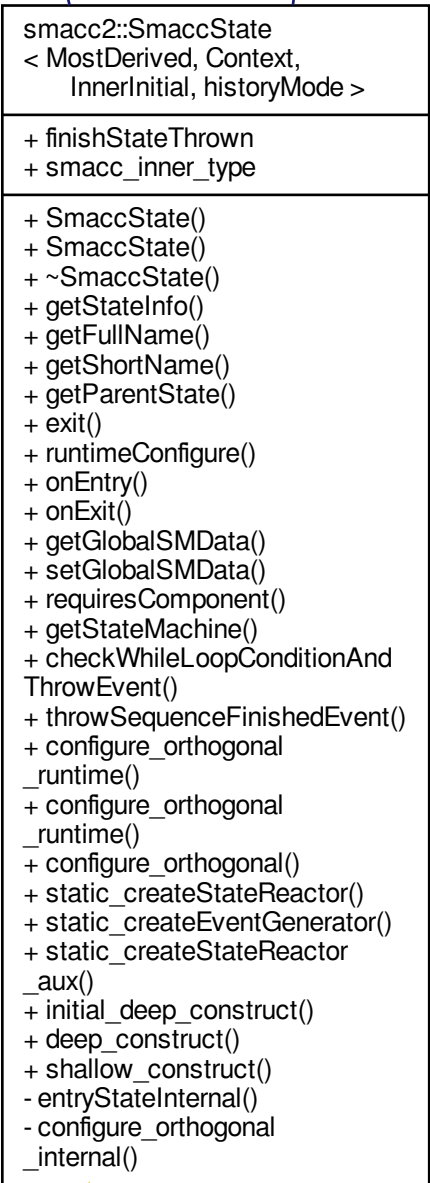 smacc2::SmaccState
< MostDerived, Context,
InnerInitial, historyMode >
+ finishStateThrown
+ smacc_inner_type
+ SmaccState()
+ SmaccState()
+ ~SmaccState()
+ getStateInfo()
+ getFullName()
+ getShortName()
+ getParentState()
+ exit()
+ runtimeConfigure()
+ onEntry()
+ onExit()
+ getGlobalSMData()
+ setGlobalSMData()
+ requiresComponent()
+ getStateMachine()
+ checkWhileLoopConditionAnd
ThrowEvent()
+ throwSequenceFinishedEvent()
+ configure_orthogonal
_runtime()
+ configure_orthogonal
_runtime()
+ configure_orthogonal()
+ static_createStateReactor()
+ static_createEventGenerator()
+ static_createStateReactor
_aux()
+ initial_deep_construct()
+ deep_construct()
+ shallow_construct()
- entryStateInternal()
- configure_orthogonal
_internal()